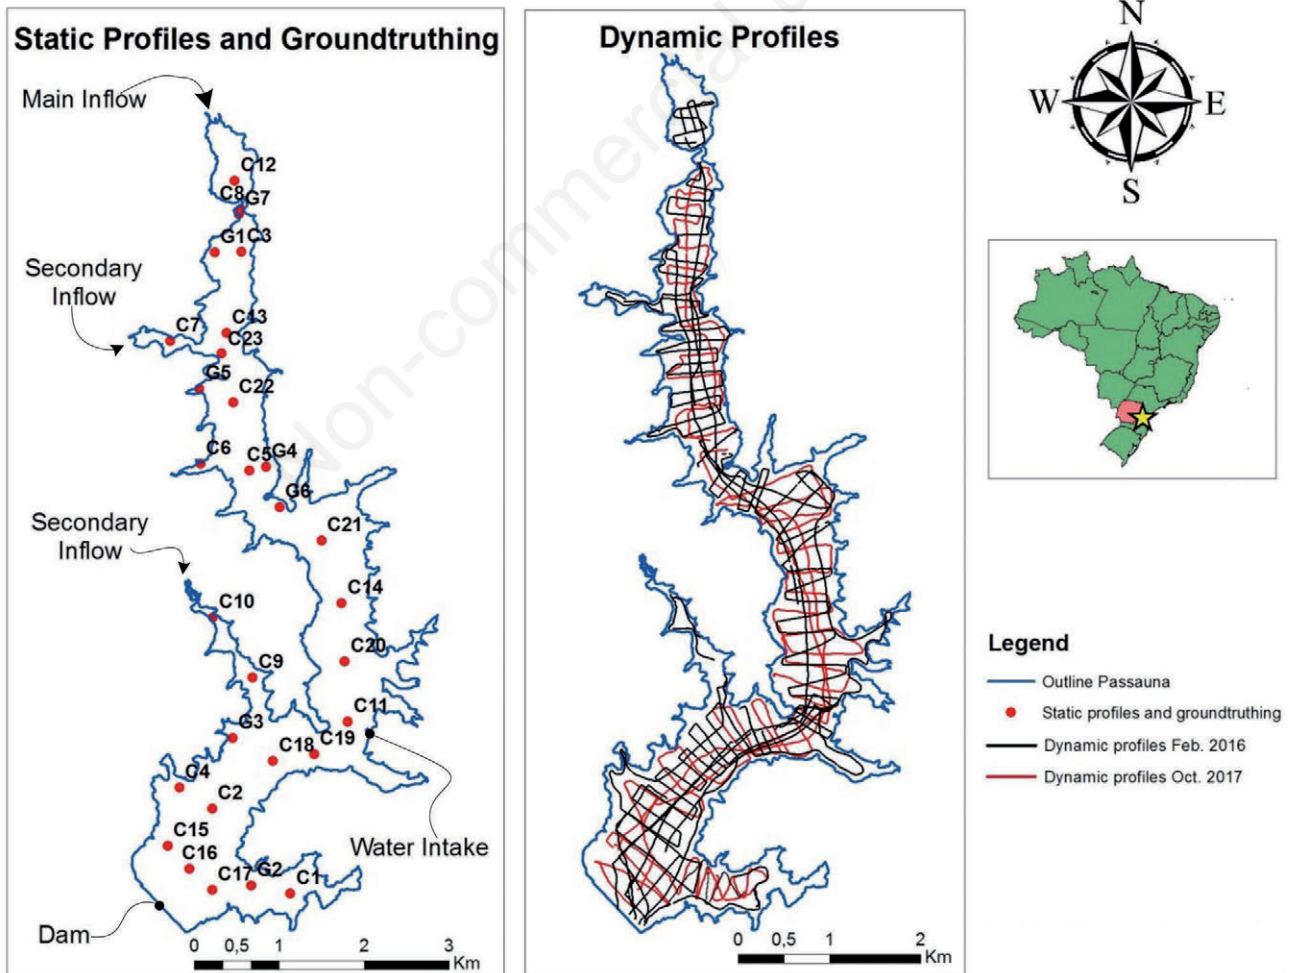 Static Profiles and Groundtruthing
Main Inflow
C12
C8
G7
G1
C3
Secondary
Inflow
C7
C13
C23
G5
C22
C6
C5
G4
G6
C21
Secondary
Inflow
C10
C14
C9
C20
C11
G3
C18
C19
C4
C2
C15
C16
C17
G2
C1
Water Intake
Dam
0 0,5 1 2 3
Km
Dynamic Profiles
0 0,5 1 2
Km
Non-commercial
N
W
E
S
Legend
Outline Passauna
Static profiles and groundtruthing
Dynamic profiles Feb. 2016
Dynamic profiles Oct. 2017